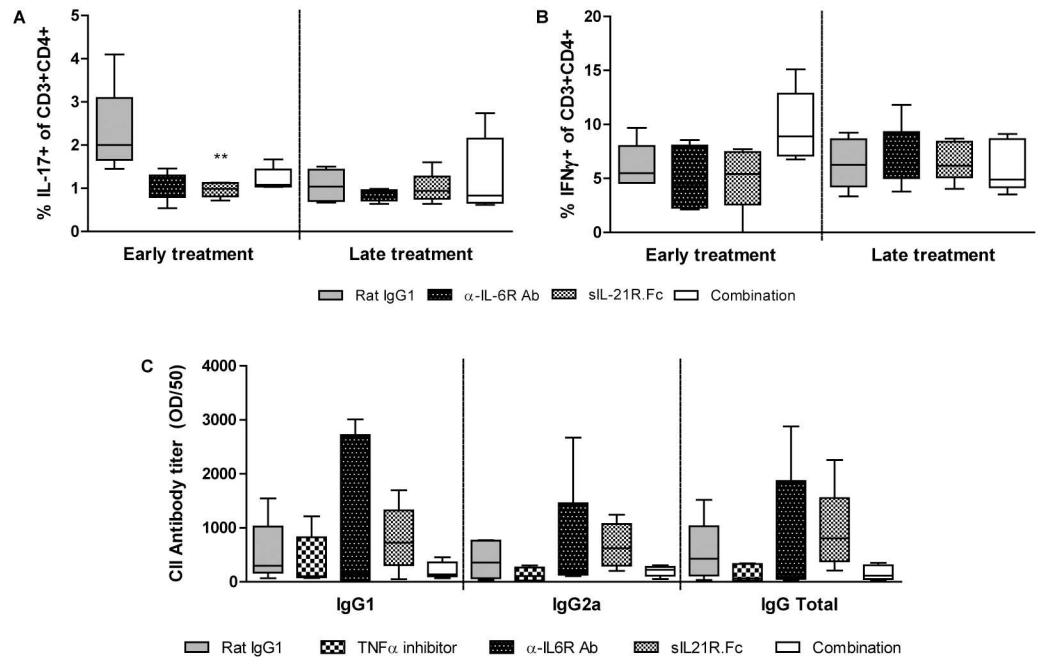 A
% IL-17+ of CD3+CD4+
5
4
3
2
1
0
**
Early treatment
Late treatment
B
% IFNγ+ of CD3+CD4+
20
15
10
5
0
Early treatment
Late treatment
Rat IgG1
α-IL-6R Ab
sIL-21R.Fc
Combination
C
CII Antibody titer (OD/50)
4000
3000
2000
1000
0
IgG1
IgG2a
IgG Total
Rat IgG1
TNFα inhibitor
α-IL6R Ab
sIL21R.Fc
Combination